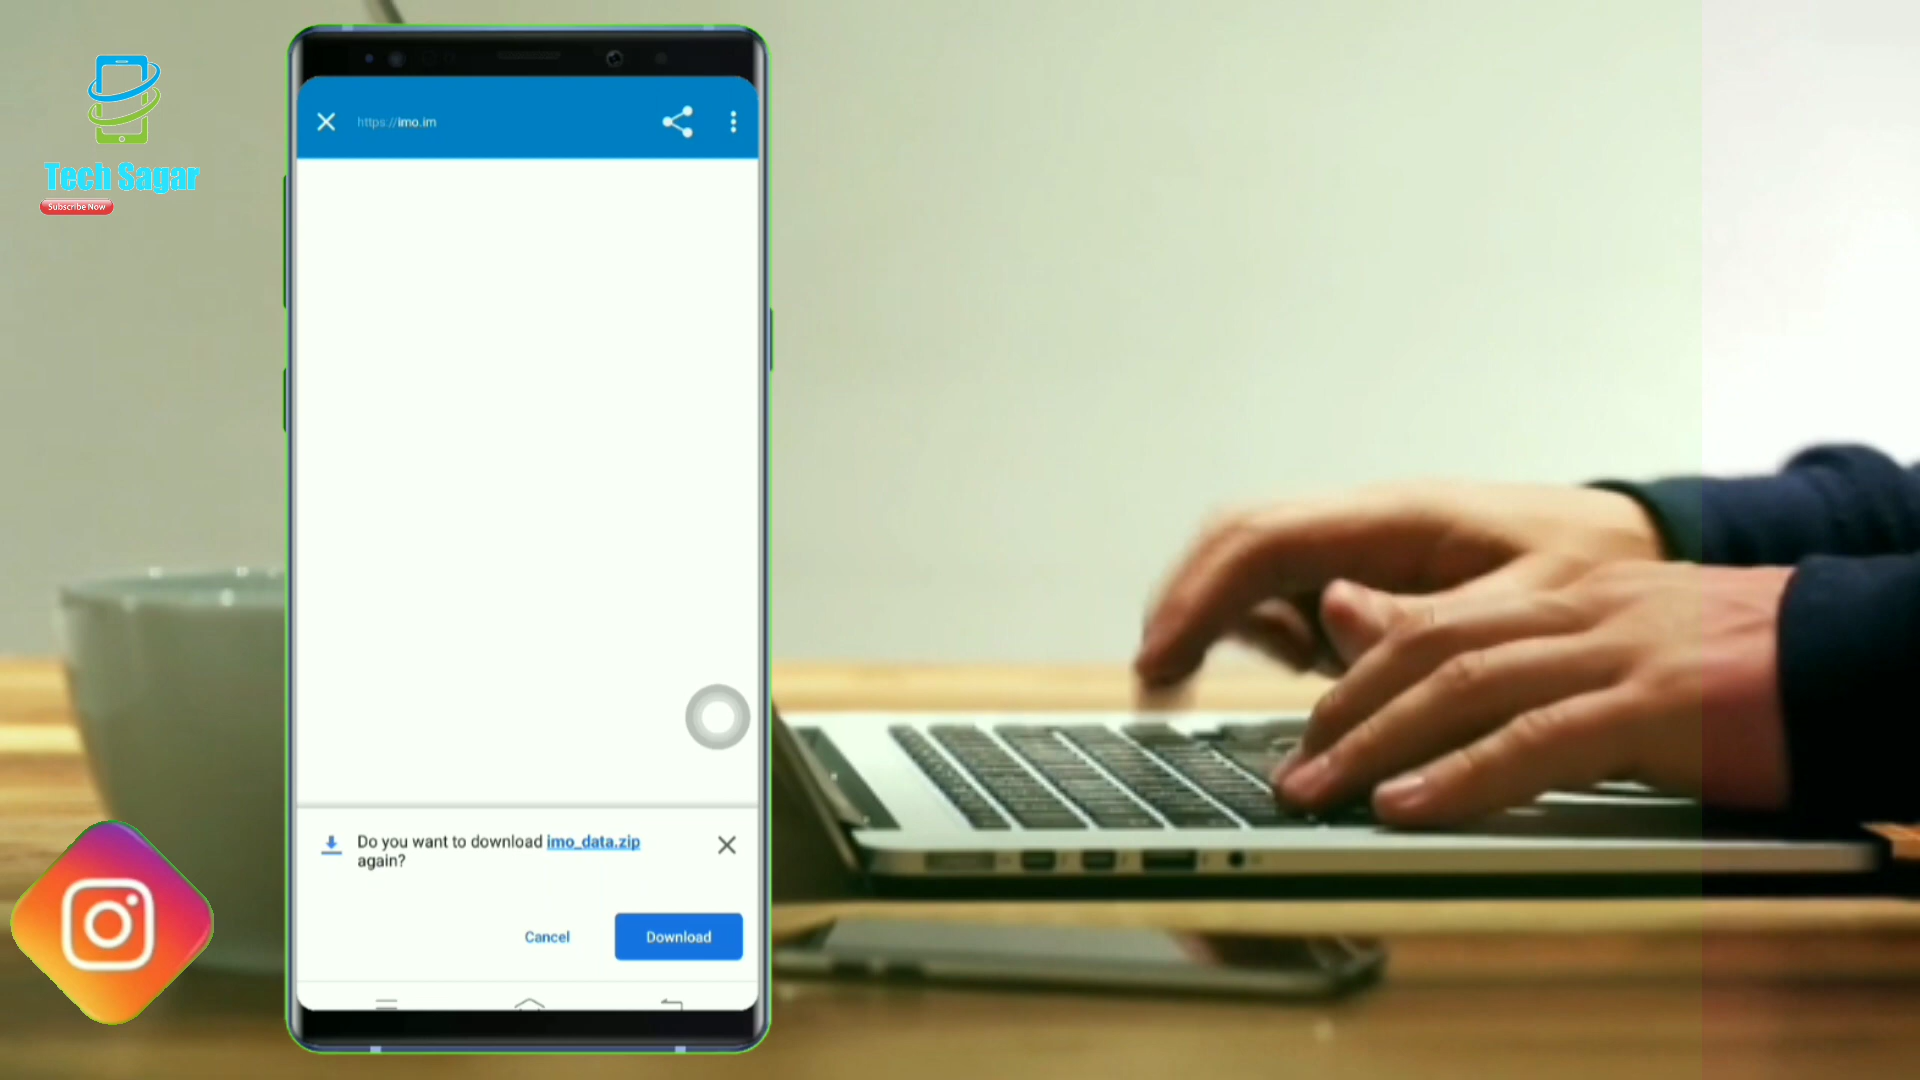 Tech Sagar
Subscribe Now
https://imo.im
Do you want to download imo_data.zip
again?
Cancel
Download